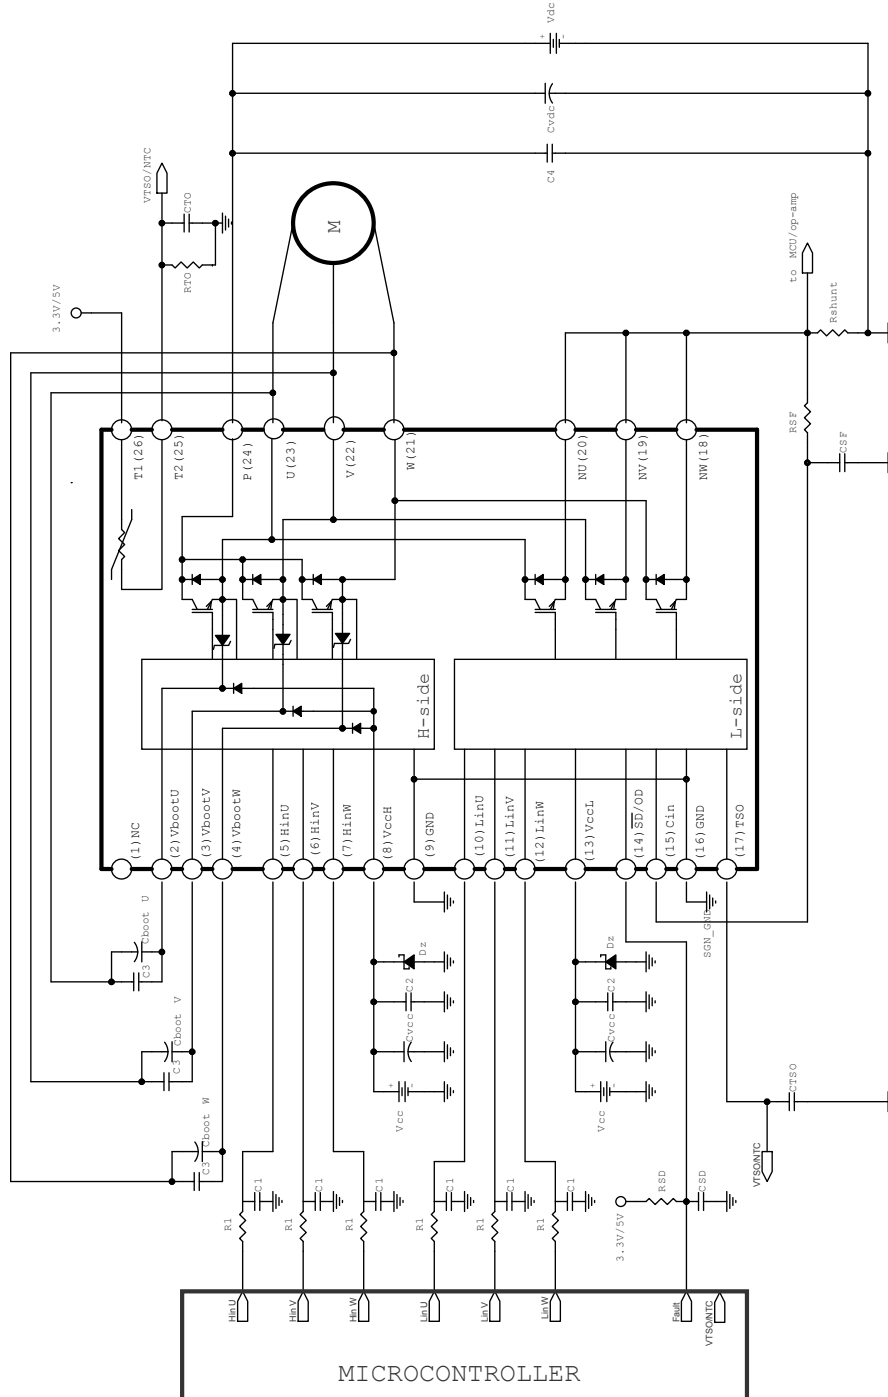 Vdc
Cvdc
C4
VTSO/NTC
CTO
RTO
M
3.3V/5V
to MCU/op-amp
Rshunt
RSF
CSF
T1(26)
T2(25)
P(24)
U(23)
V(22)
W(21)
NU(20)
NV(19)
NW(18)
H-side
L-side
(1)NC
(2)VbootU
(3)VbootV
(4)VbootW
(5)HinU
(6)HinV
(7)HinW
(8)VccH
(9)GND
(10)LinU
(11)LinV
(12)LinW
(13)VccL
(14)SD/OD
(15)Cin
(16)GND
(17)TSO
Cboot U
C3
Cboot V
C3
Cboot W
C3
Dz
C2
Cvcc
Vcc
Dz
C2
Cvcc
Vcc
SGN_GND
CTSO
VTSO/NTC
R1
C1
R1
C1
R1
C1
R1
C1
R1
C1
R1
C1
3.3V/5V
RSD
CSD
Hin U
Hin V
Hin W
Lin U
Lin V
Lin W
Fault
VTSO/NTC
MICROCONTROLLER